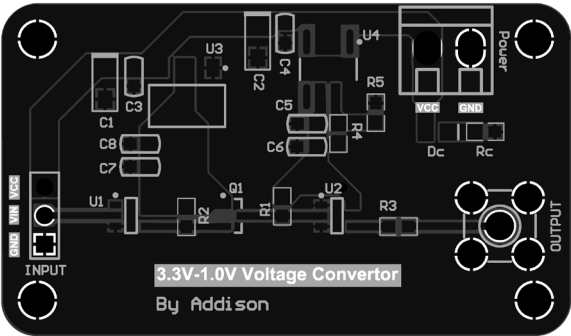 U3
C2
C4
U4
Power
C1
C3
R5
VCC
GND
C5
R4
C8
C6
Dc
Rc
C7
VCC
VIN
GND
U1
R2
Q1
R1
U2
R3
OUTPUT
INPUT
3.3V-1.0V Voltage Convertor
By Addison